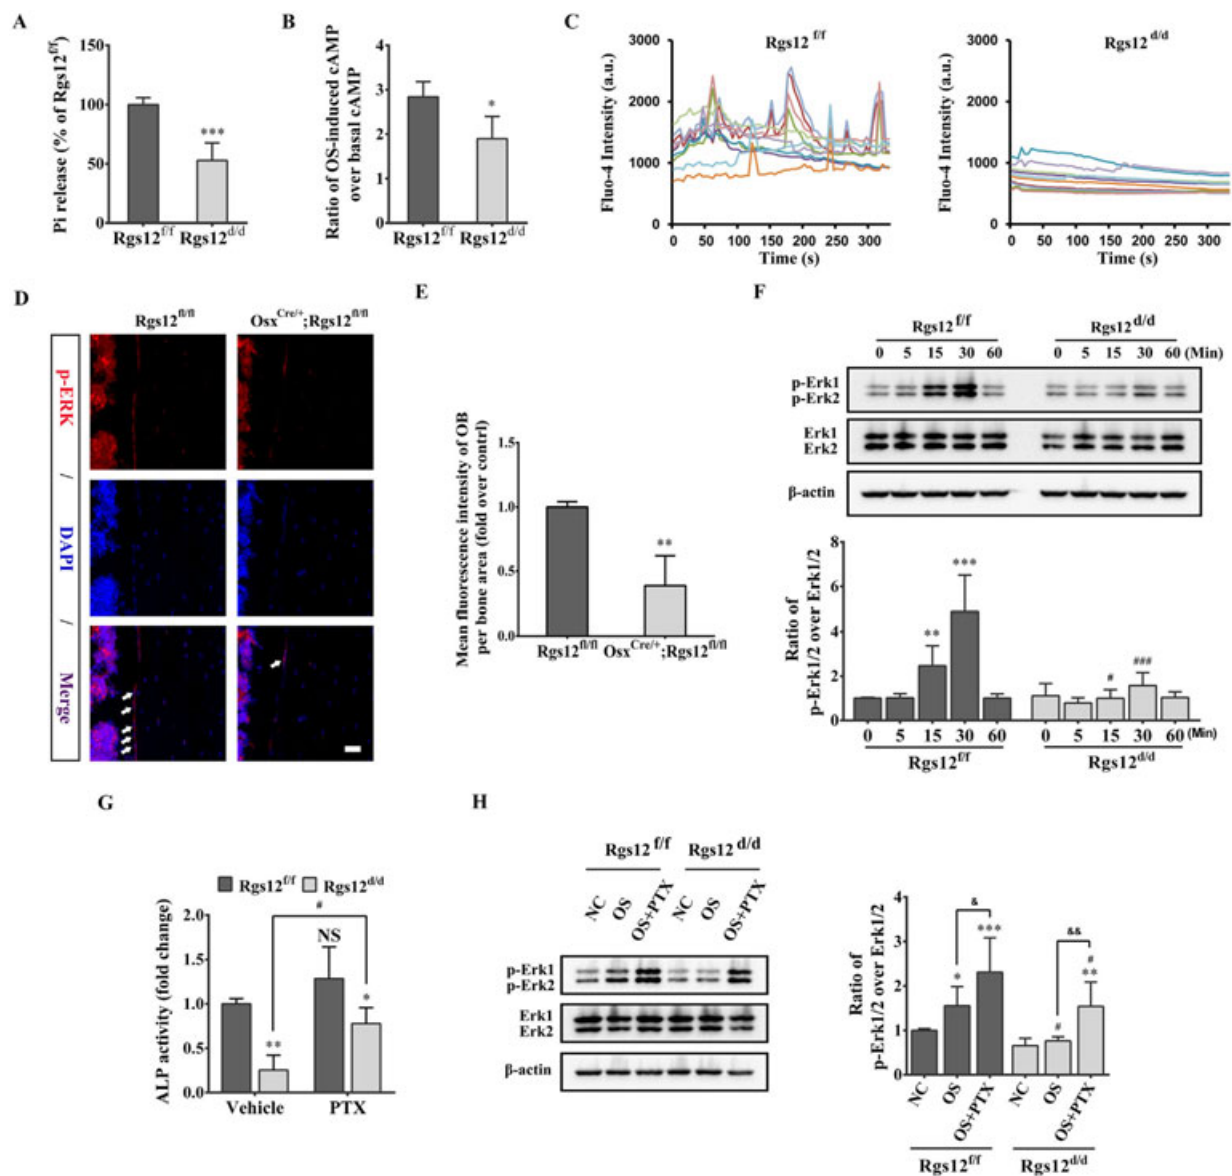 A
Pi release (% of Rgs12f/f)
150
100
50
0
Rgs12f/f
Rgs12d/d
***
B
Ratio of OS-induced cAMP
over basal cAMP
4
3
2
1
0
Rgs12f/f
Rgs12d/d
*
C
Rgs12 f/f
Fluo-4 Intensity (a.u.)
3000
2000
1000
0
0 50 100 150 200 250 300
Time (s)
Rgs12 d/d
Fluo-4 Intensity (a.u.)
3000
2000
1000
0
0 50 100 150 200 250 300
Time (s)
D
Rgs12fl/fl
OsxCre/+;Rgs12fl/fl
p-ERK
/
DAPI
/
Merge
E
Mean fluorescence intensity of OB
per bone area (fold over contrl)
1.5
1.0
0.5
0.0
**
Rgs12fl/fl
OsxCre/+;Rgs12fl/fl
F
Rgs12f/f
Rgs12d/d
0 5 15 30 60 0 5 15 30 60 (Min)
p-Erk1
p-Erk2
Erk1
Erk2
β-actin
Ratio of
p-Erk1/2 over Erk1/2
8
6
4
2
0
**
***
#
###
0 5 15 30 60 0 5 15 30 60 (Min)
Rgs12f/f
Rgs12d/d
G
Rgs12f/f
Rgs12d/d
ALP activity (fold change)
2.0
1.5
1.0
0.5
0.0
#
NS
**
*
Vehicle
PTX
H
Rgs12 f/f
Rgs12 d/d
NC OS OS+PTX NC OS OS+PTX
p-Erk1
p-Erk2
Erk1
Erk2
β-actin
Ratio of
p-Erk1/2 over Erk1/2
4
3
2
1
0
&
*
***
&&
#
#
**
NC OS OS+PTX NC OS OS+PTX
Rgs12f/f
Rgs12d/d